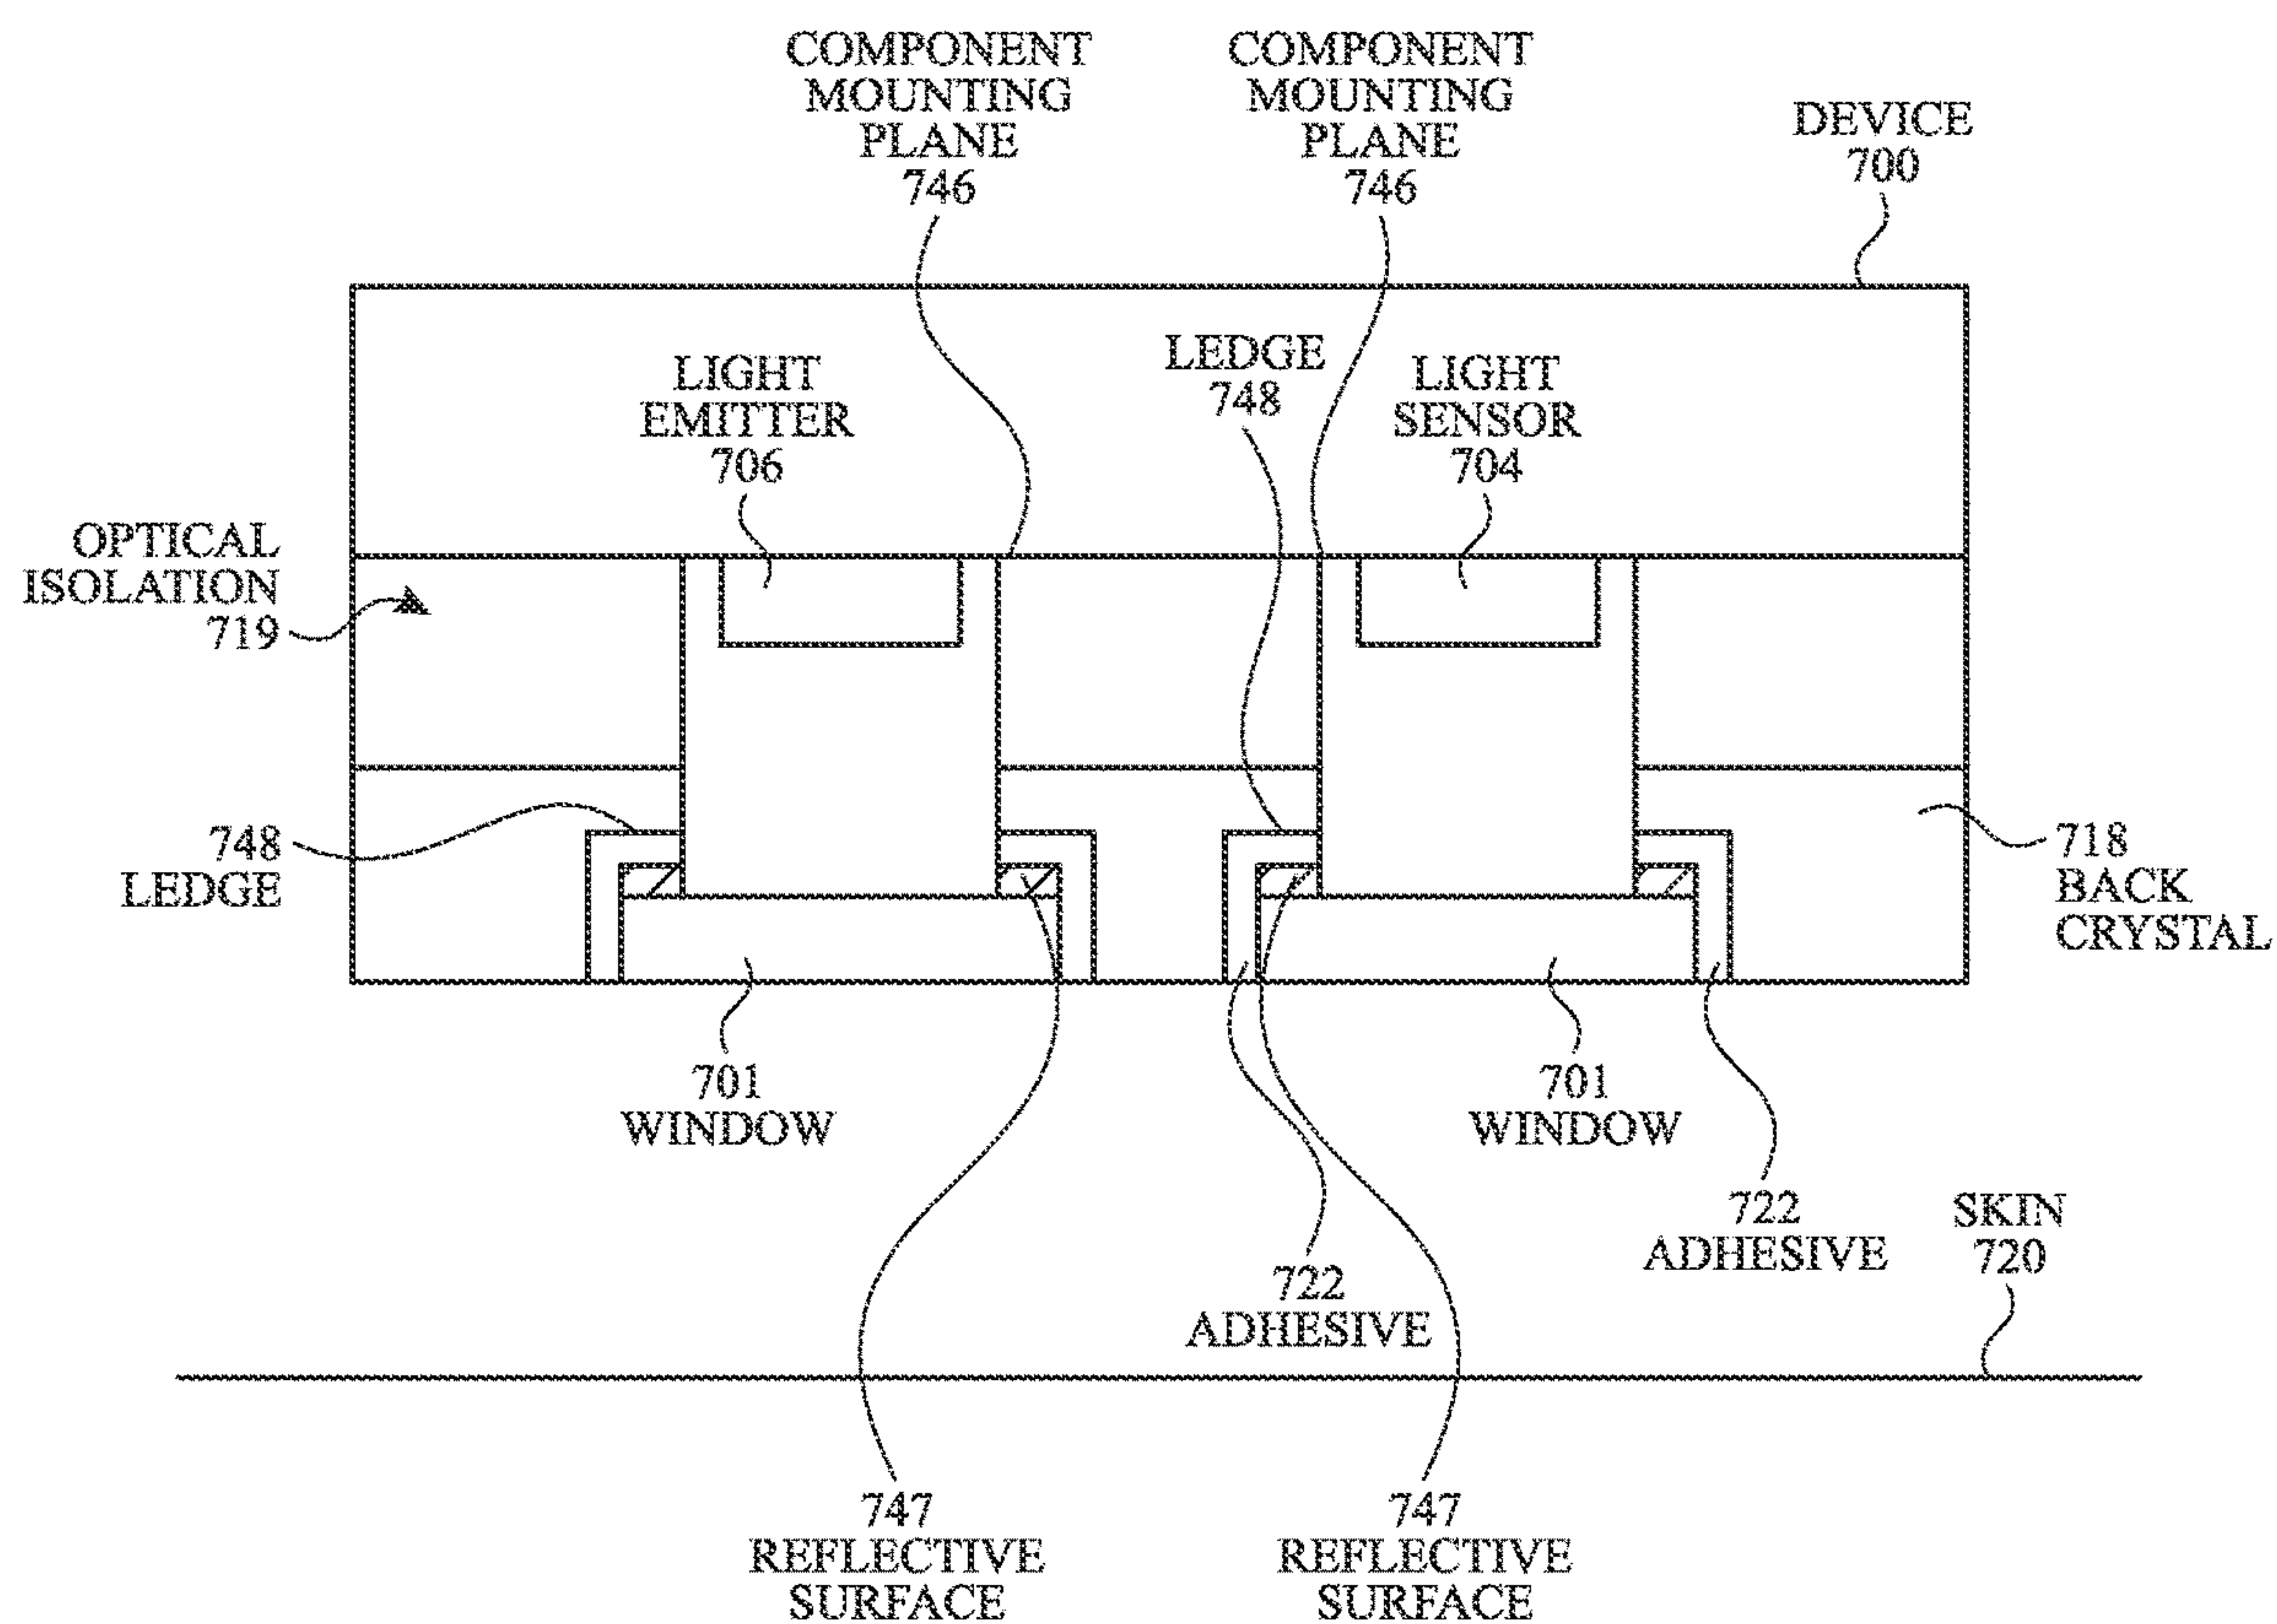 COMPONENT
MOUNTING
PLANE
746
COMPONENT
MOUNTING
PLANE
746
DEVICE
700
LIGHT
EMITTER
706
LEDGE
748
LIGHT
SENSOR
704
OPTICAL
ISOLATION
719
748
LEDGE
718
BACK
CRYSTAL
701
WINDOW
701
WINDOW
722
ADHESIVE
722
ADHESIVE
SKIN
720
747
REFLECTIVE
SURFACE
747
REFLECTIVE
SURFACE